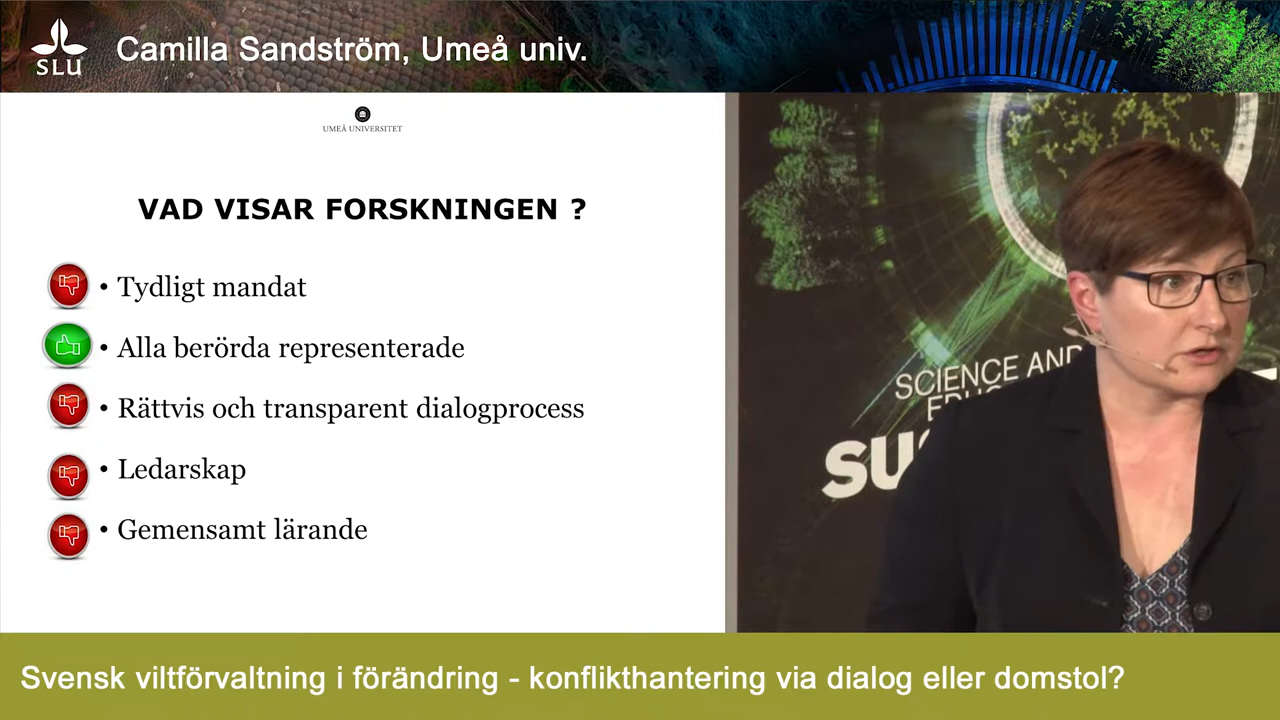 SLU
Camilla Sandström, Umeå univ.
UMEÅ UNIVERSITET
VAD VISAR FORSKNINGEN ?
• Tydligt mandat
• Alla berörda representerade
• Rättvis och transparent dialogprocess
• Ledarskap
• Gemensamt lärande
SCIENCE AND
Svensk viltförvaltning i förändring - konflikthantering via dialog eller domstol?